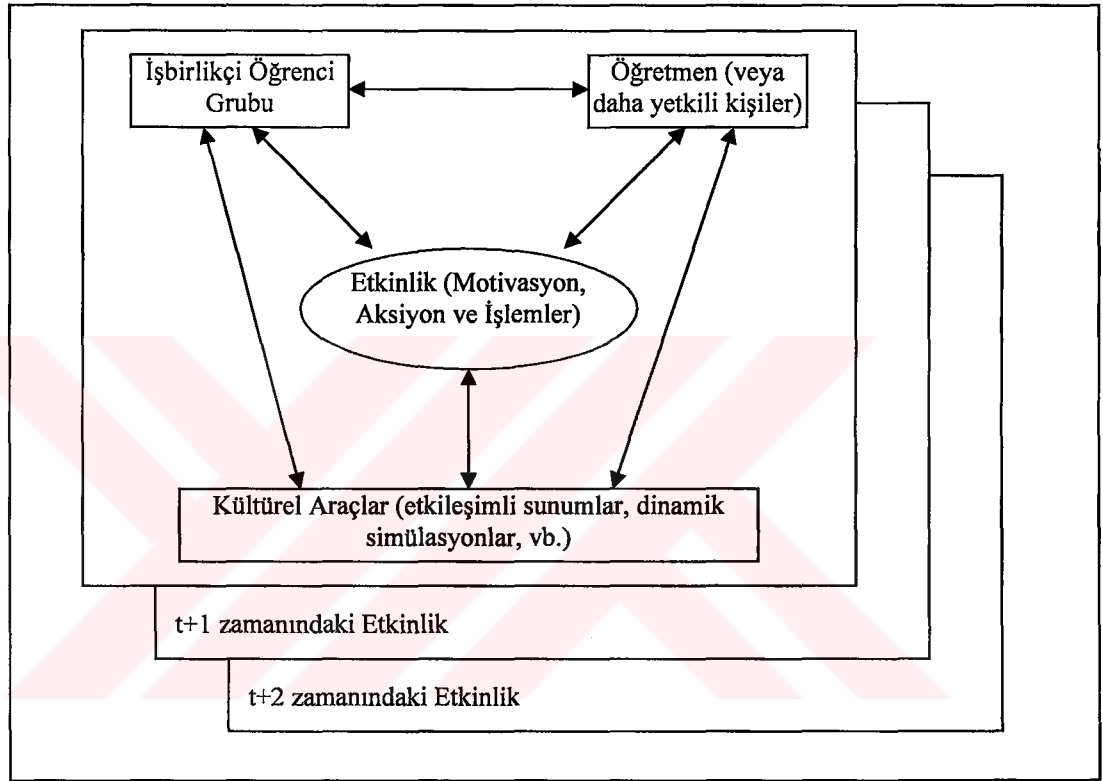 İşbirlikçi Öğrenci
Grubu
Öğretmen (veya
daha yetkili kişiler)
Etkinlik (Motivasyon,
Aksiyon ve İşlemler)
Kültürel Araçlar (etkileşimli sunumlar, dinamik
simülasyonlar, vb.)
t+1 zamanındaki Etkinlik
t+2 zamanındaki Etkinlik